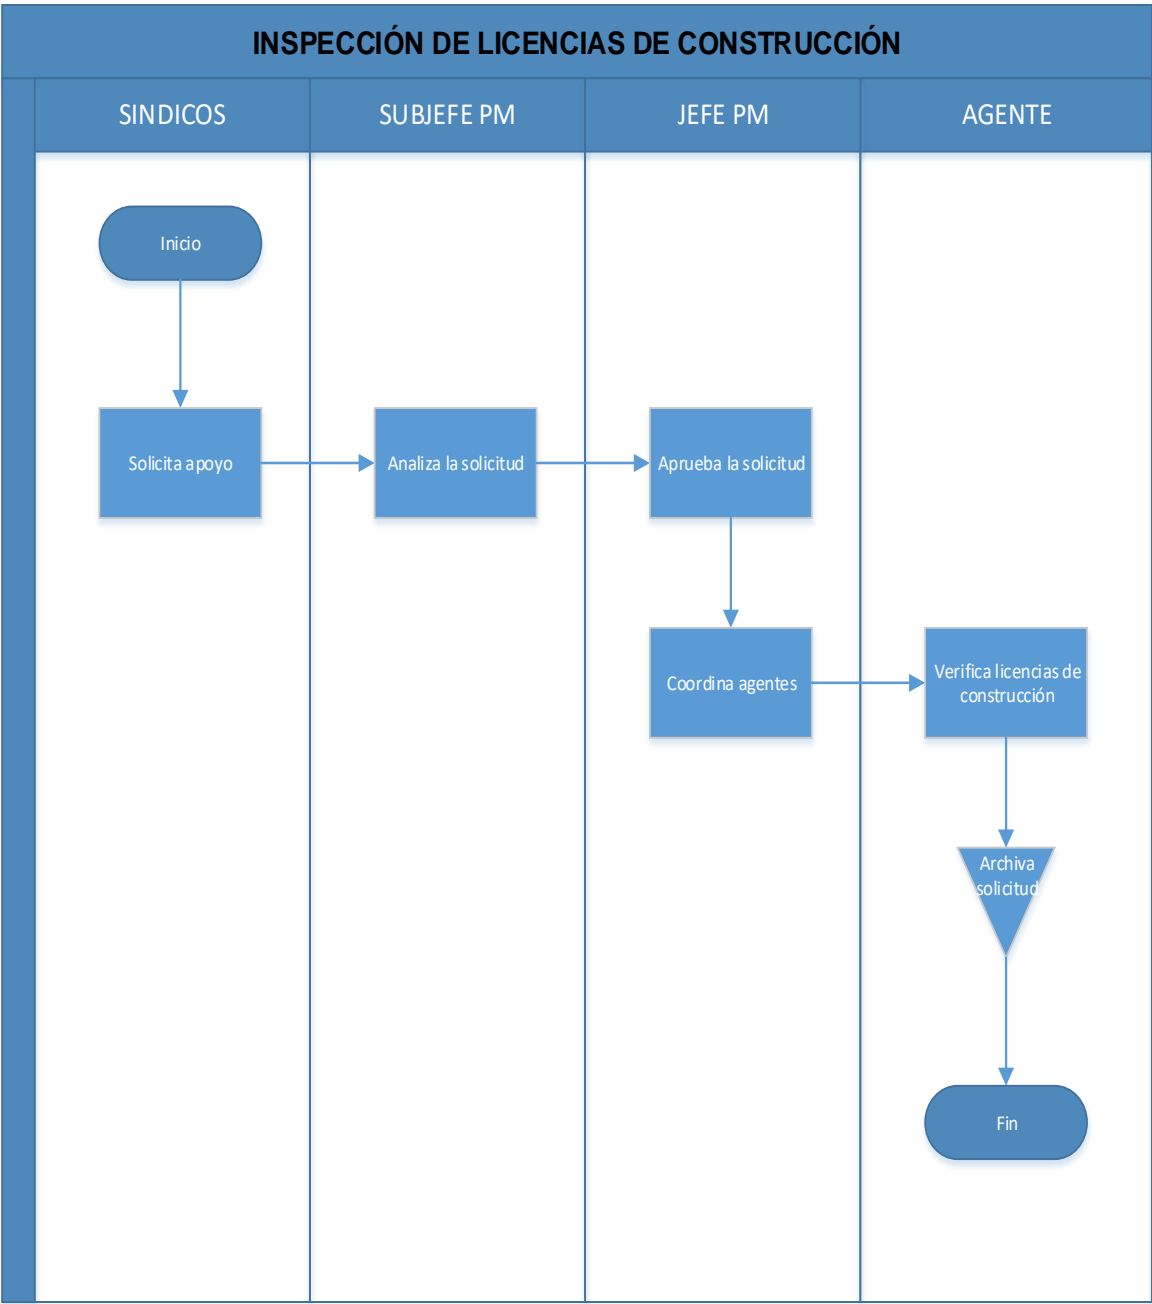 INSPECCIÓN DE LICENCIAS DE CONSTRUCCIÓN
SINDICOS
SUBJEFE PM
JEFE PM
AGENTE
Inicio
Solicita apoyo
Analiza la solicitud
Aprueba la solicitud
Coordina agentes
Verifica licencias de
construcción
Archiva
solicitud
Fin